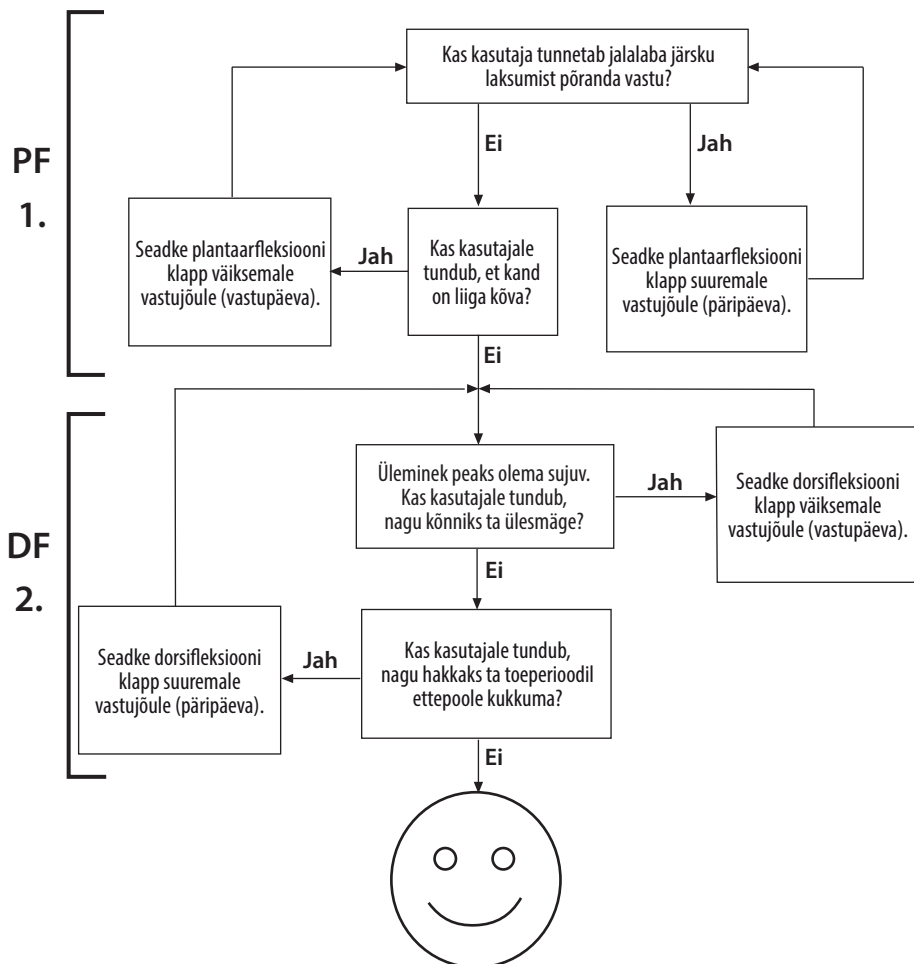 PF
1.
Kas kasutaja tunnetab jalalaba järsku
laksumist põranda vastu?
Ei
Jah
Seadke plantaarfleksiooni
klapp väiksemale
vastujõule (vastupäeva).
Jah
Kas kasutajale
tundub, et kand
on liiga kõva?
Seadke plantaarfleksiooni
klapp suuremale
vastujõule (päripäeva).
Ei
DF
2.
Üleminek peaks olema sujuv.
Kas kasutajale tundub,
nagu kõnniks ta ülesmäge?
Jah
Seadke dorsifleksiooni
klapp väiksemale
vastujõule (vastupäeva).
Ei
Seadke dorsifleksiooni
klapp suuremale
vastujõule (päripäeva).
Jah
Kas kasutajale tundub,
nagu hakkaks ta toeperioodil
ettepoole kukkuma?
Ei